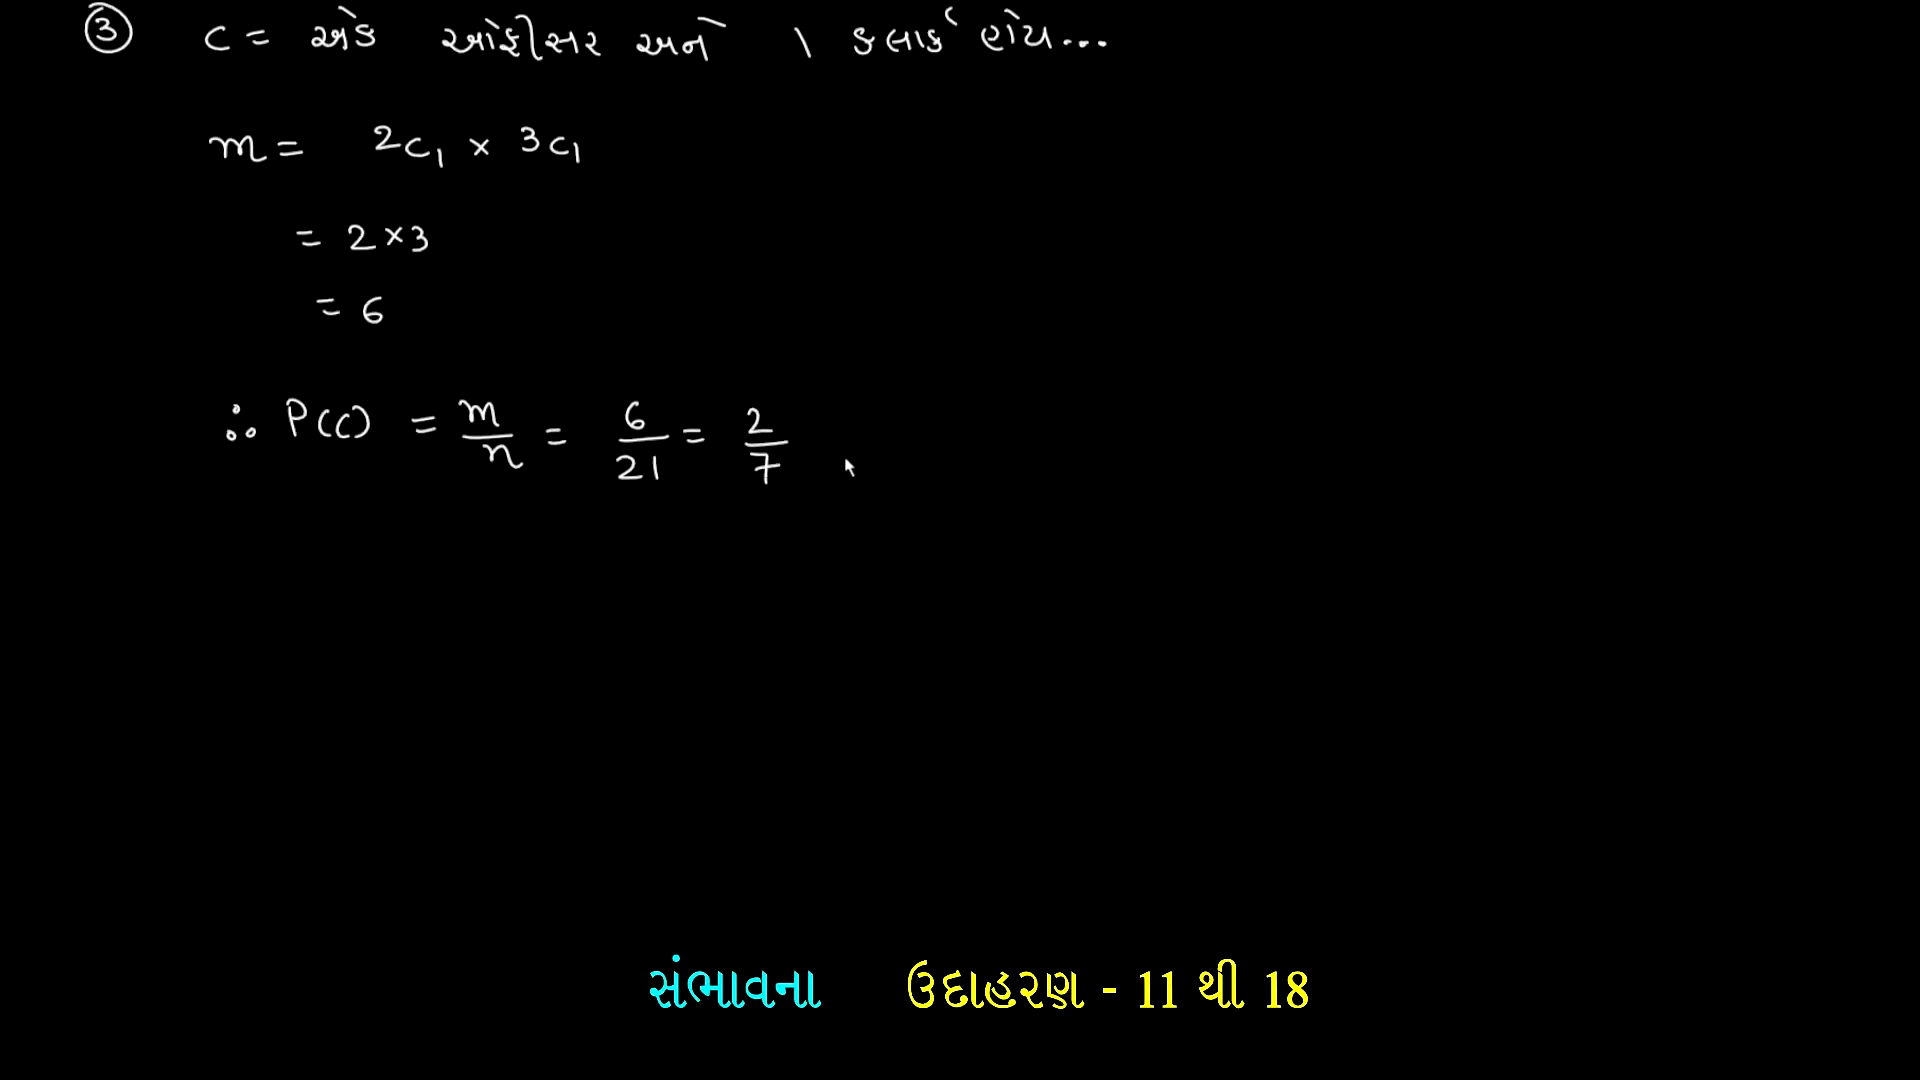 ③ C = એક ઓફીસર અને 1 કલાર્ક હોય...
m = 2C1 × 3C1
= 2×3
= 6
∴ P(C) = m/n = 6/21 = 2/7
સંભાવના ઉદાહરણ - 11 થી 18